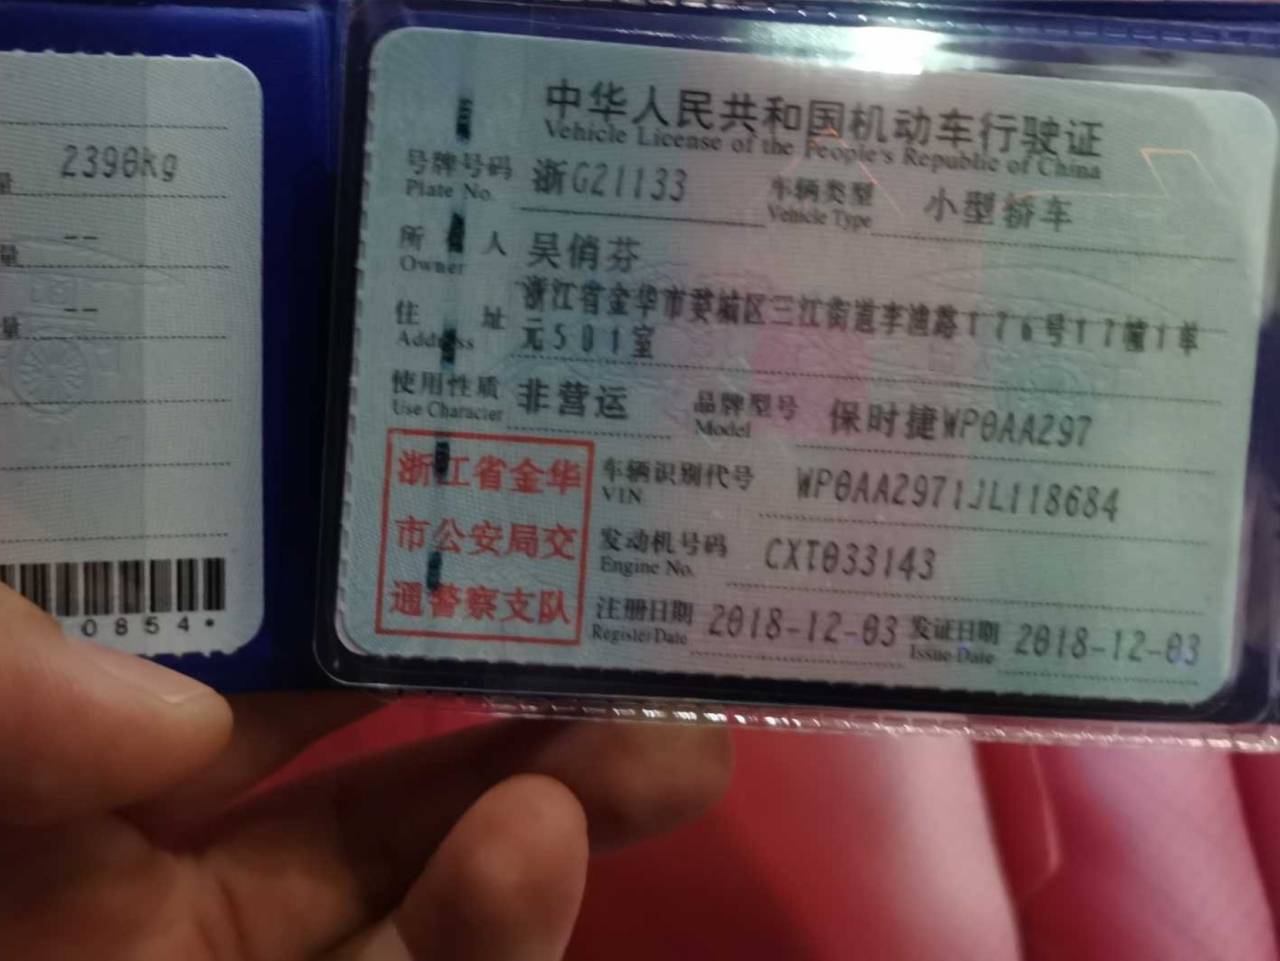 2390kg
量
量 --
量 --
0854*
中华人民共和国机动车行驶证
Vehicle License of the People's Republic of China
号牌号码 浙G21133 车辆类型 小型轿车
Plate No. Vehicle Type
所 人 吴俏芬
Owner
住 址 浙江省金华市婺城区三江街道李渔路176号17幢1单
Address 元501室
使用性质 非营运 品牌型号 保时捷WP0AA297
Use Character Model
浙江省金华 车辆识别代号 WP0AA2971JL118684
VIN
市公安局交 发动机号码 CXT033143
Engine No.
通警察支队 注册日期 2018-12-03 发证日期 2018-12-03
Register Date Issue Date